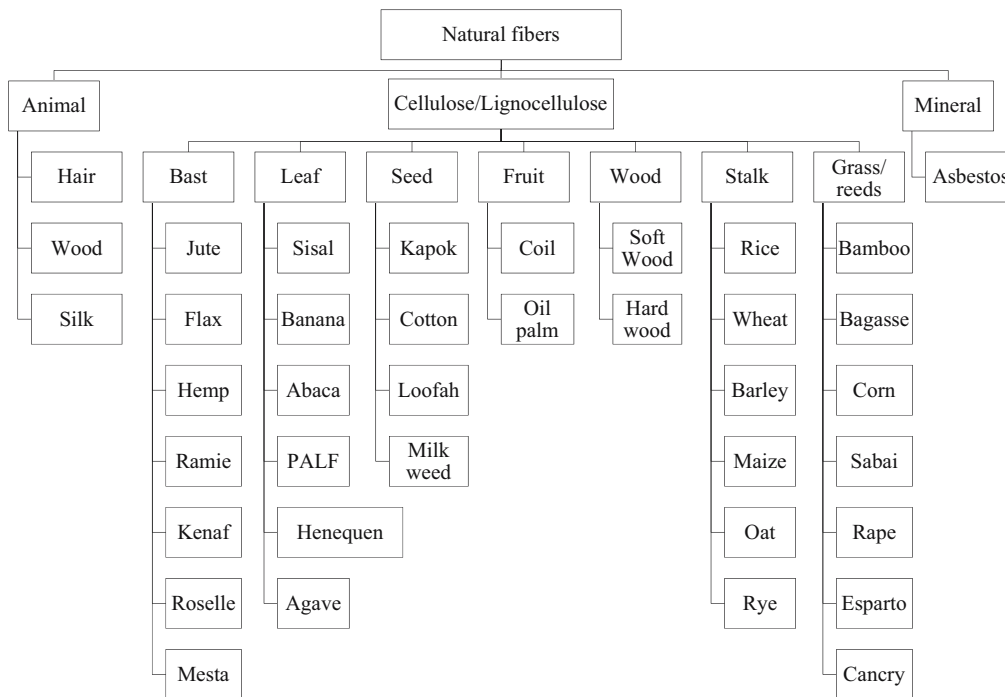 Natural fibers
Animal
Cellulose/Lignocellulose
Mineral
Hair
Bast
Leaf
Seed
Fruit
Wood
Stalk
Grass/
reeds
Asbestos
Wood
Jute
Sisal
Kapok
Coil
Soft
Wood
Rice
Bamboo
Silk
Flax
Banana
Cotton
Oil
palm
Hard
wood
Wheat
Bagasse
Hemp
Abaca
Loofah
Barley
Corn
Ramie
PALF
Milk
weed
Maize
Sabai
Kenaf
Henequen
Oat
Rape
Roselle
Agave
Rye
Esparto
Mesta
Cancry